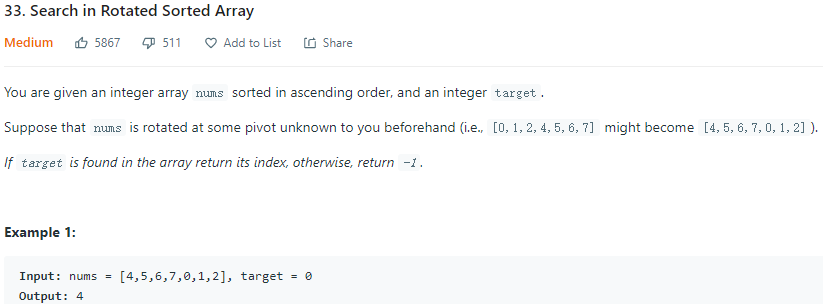 33. Search in Rotated Sorted Array
Medium 5867 511 Add to List Share
You are given an integer array nums sorted in ascending order, and an integer target.
Suppose that nums is rotated at some pivot unknown to you beforehand (i.e., [0,1,2,4,5,6,7] might become [4,5,6,7,0,1,2]).
If target is found in the array return its index, otherwise, return -1.
Example 1:
Input: nums = [4,5,6,7,0,1,2], target = 0
Output: 4